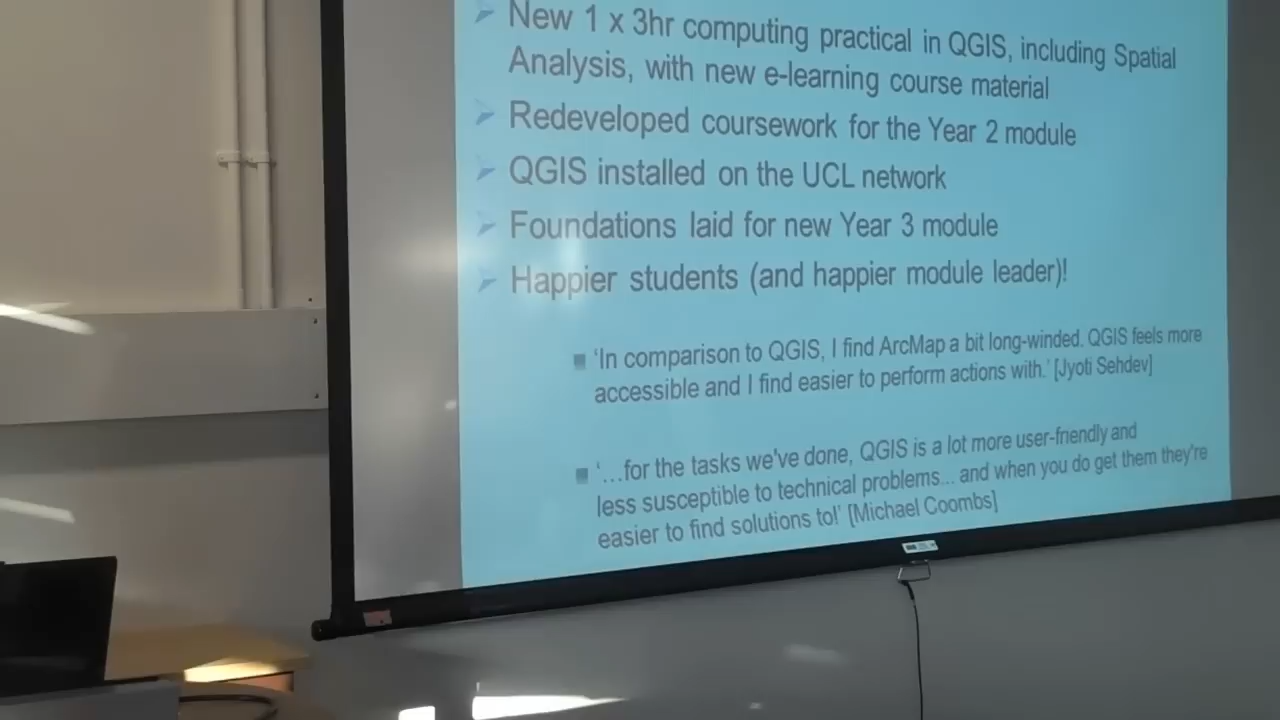 New 1 x 3hr computing practical in QGIS, including Spatial
Analysis, with new e-learning course material
Redeveloped coursework for the Year 2 module
QGIS installed on the UCL network
Foundations laid for new Year 3 module
Happier students (and happier module leader)!
'In comparison to QGIS, I find ArcMap a bit long-winded. QGIS feels more
accessible and I find easier to perform actions with.' [Jyoti Sehdev]
'…for the tasks we've done, QGIS is a lot more user-friendly and
less susceptible to technical problems... and when you do get them they're
easier to find solutions to!' [Michael Coombs]